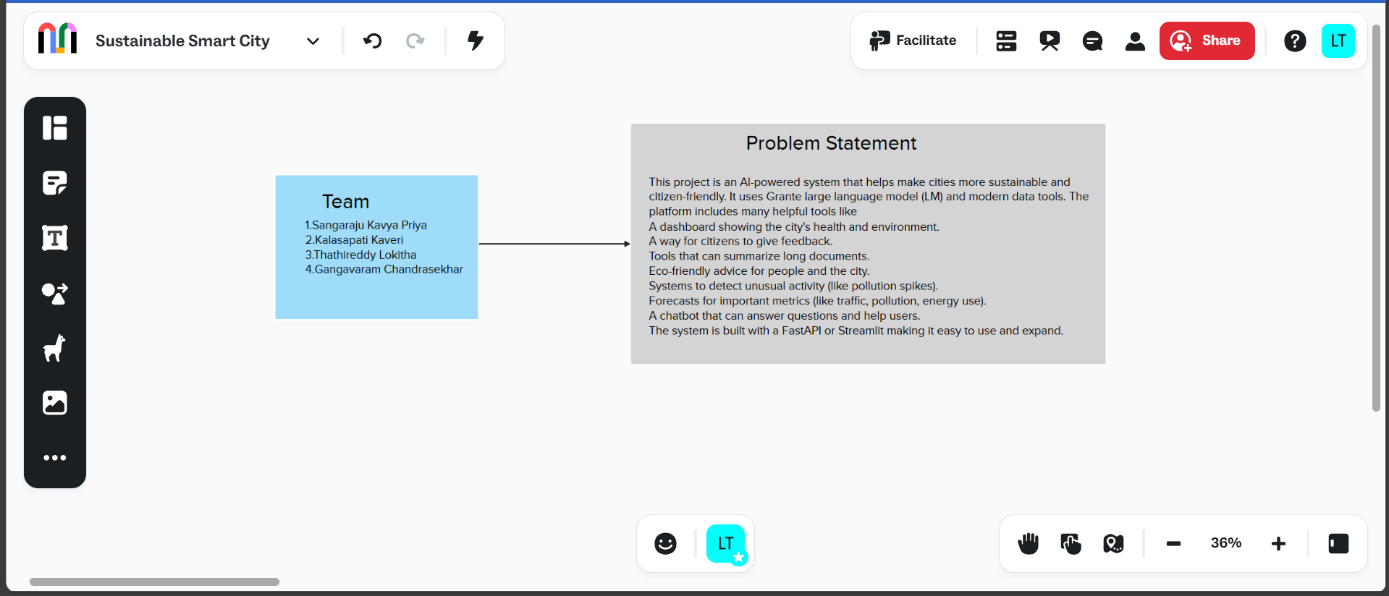 Sustainable Smart City
Facilitate
Share
LT
Team
1.Sangaraju Kavya Priya
2.Kalasapati Kaveri
3.Thathireddy Lokitha
4.Gangavaram Chandrasekhar
Problem Statement
This project is an AI-powered system that helps make cities more sustainable and
citizen-friendly. It uses Grante large language model (LM) and modern data tools. The
platform includes many helpful tools like
A dashboard showing the city's health and environment.
A way for citizens to give feedback.
Tools that can summarize long documents.
Eco-friendly advice for people and the city.
Systems to detect unusual activity (like pollution spikes).
Forecasts for important metrics (like traffic, pollution, energy use).
A chatbot that can answer questions and help users.
The system is built with a FastAPI or Streamlit making it easy to use and expand.
LT
36%